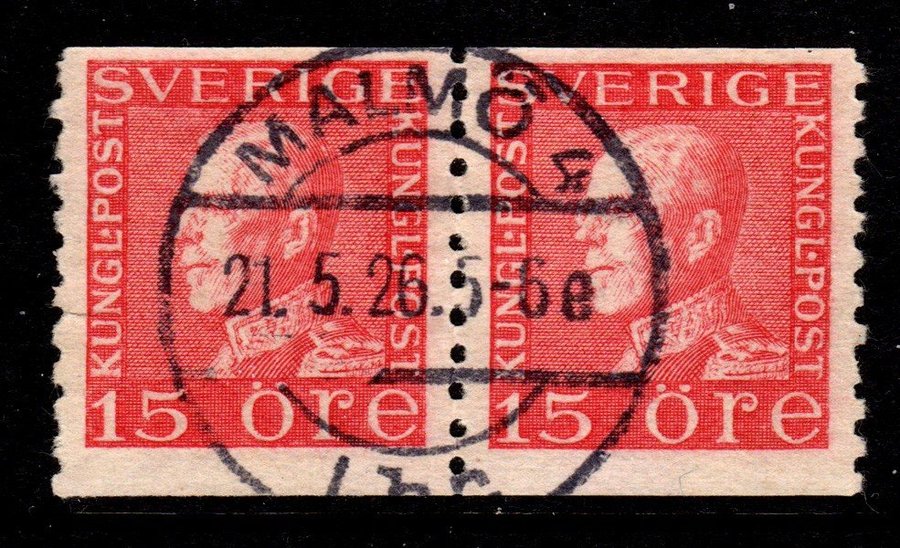 SVERIGE
KUNGL·POST
KUNGL·POST
15 öre
SVERIGE
KUNGL·POST
KUNGL·POST
15 öre
MALMÖ 4
21.5.26.5-6e